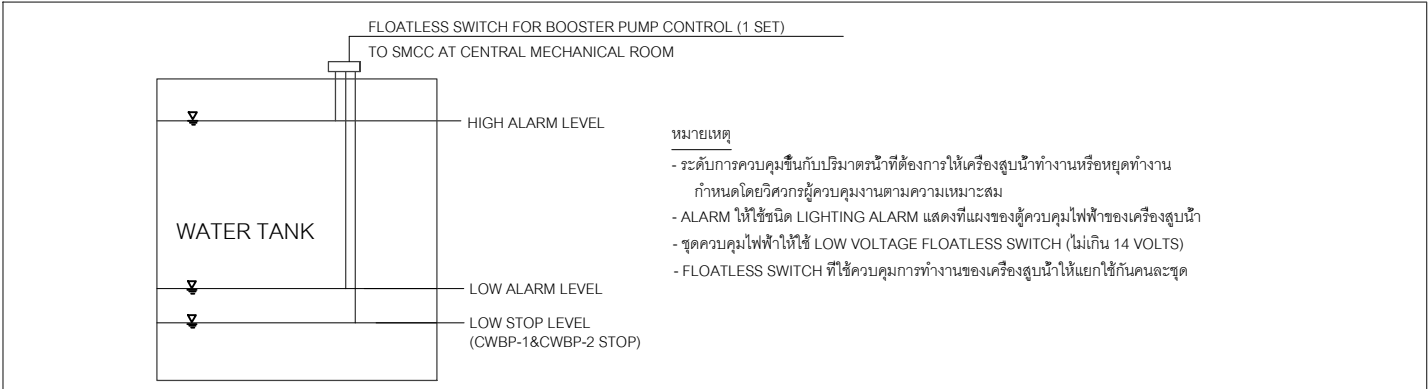 FLOATLESS SWITCH FOR BOOSTER PUMP CONTROL (1 SET)
TO SMCC AT CENTRAL MECHANICAL ROOM
HIGH ALARM LEVEL
WATER TANK
LOW ALARM LEVEL
LOW STOP LEVEL
(CWBP-1&CWBP-2 STOP)
หมายเหตุ
- ระดับการควบคุมขึ้นกับปริมาตรน้ำที่ต้องการให้เครื่องสูบน้ำทำงานหรือหยุดทำงาน
กำหนดโดยวิศวกรผู้ควบคุมงานตามความเหมาะสม
- ALARM ให้ใช้ชนิด LIGHTING ALARM แสดงที่แผงของตู้ควบคุมไฟฟ้าของเครื่องสูบน้ำ
- ชุดควบคุมไฟฟ้าให้ใช้ LOW VOLTAGE FLOATLESS SWITCH (ไม่เกิน 14 VOLTS)
- FLOATLESS SWITCH ที่ใช้ควบคุมการทำงานของเครื่องสูบน้ำให้แยกใช้กันคนละชุด